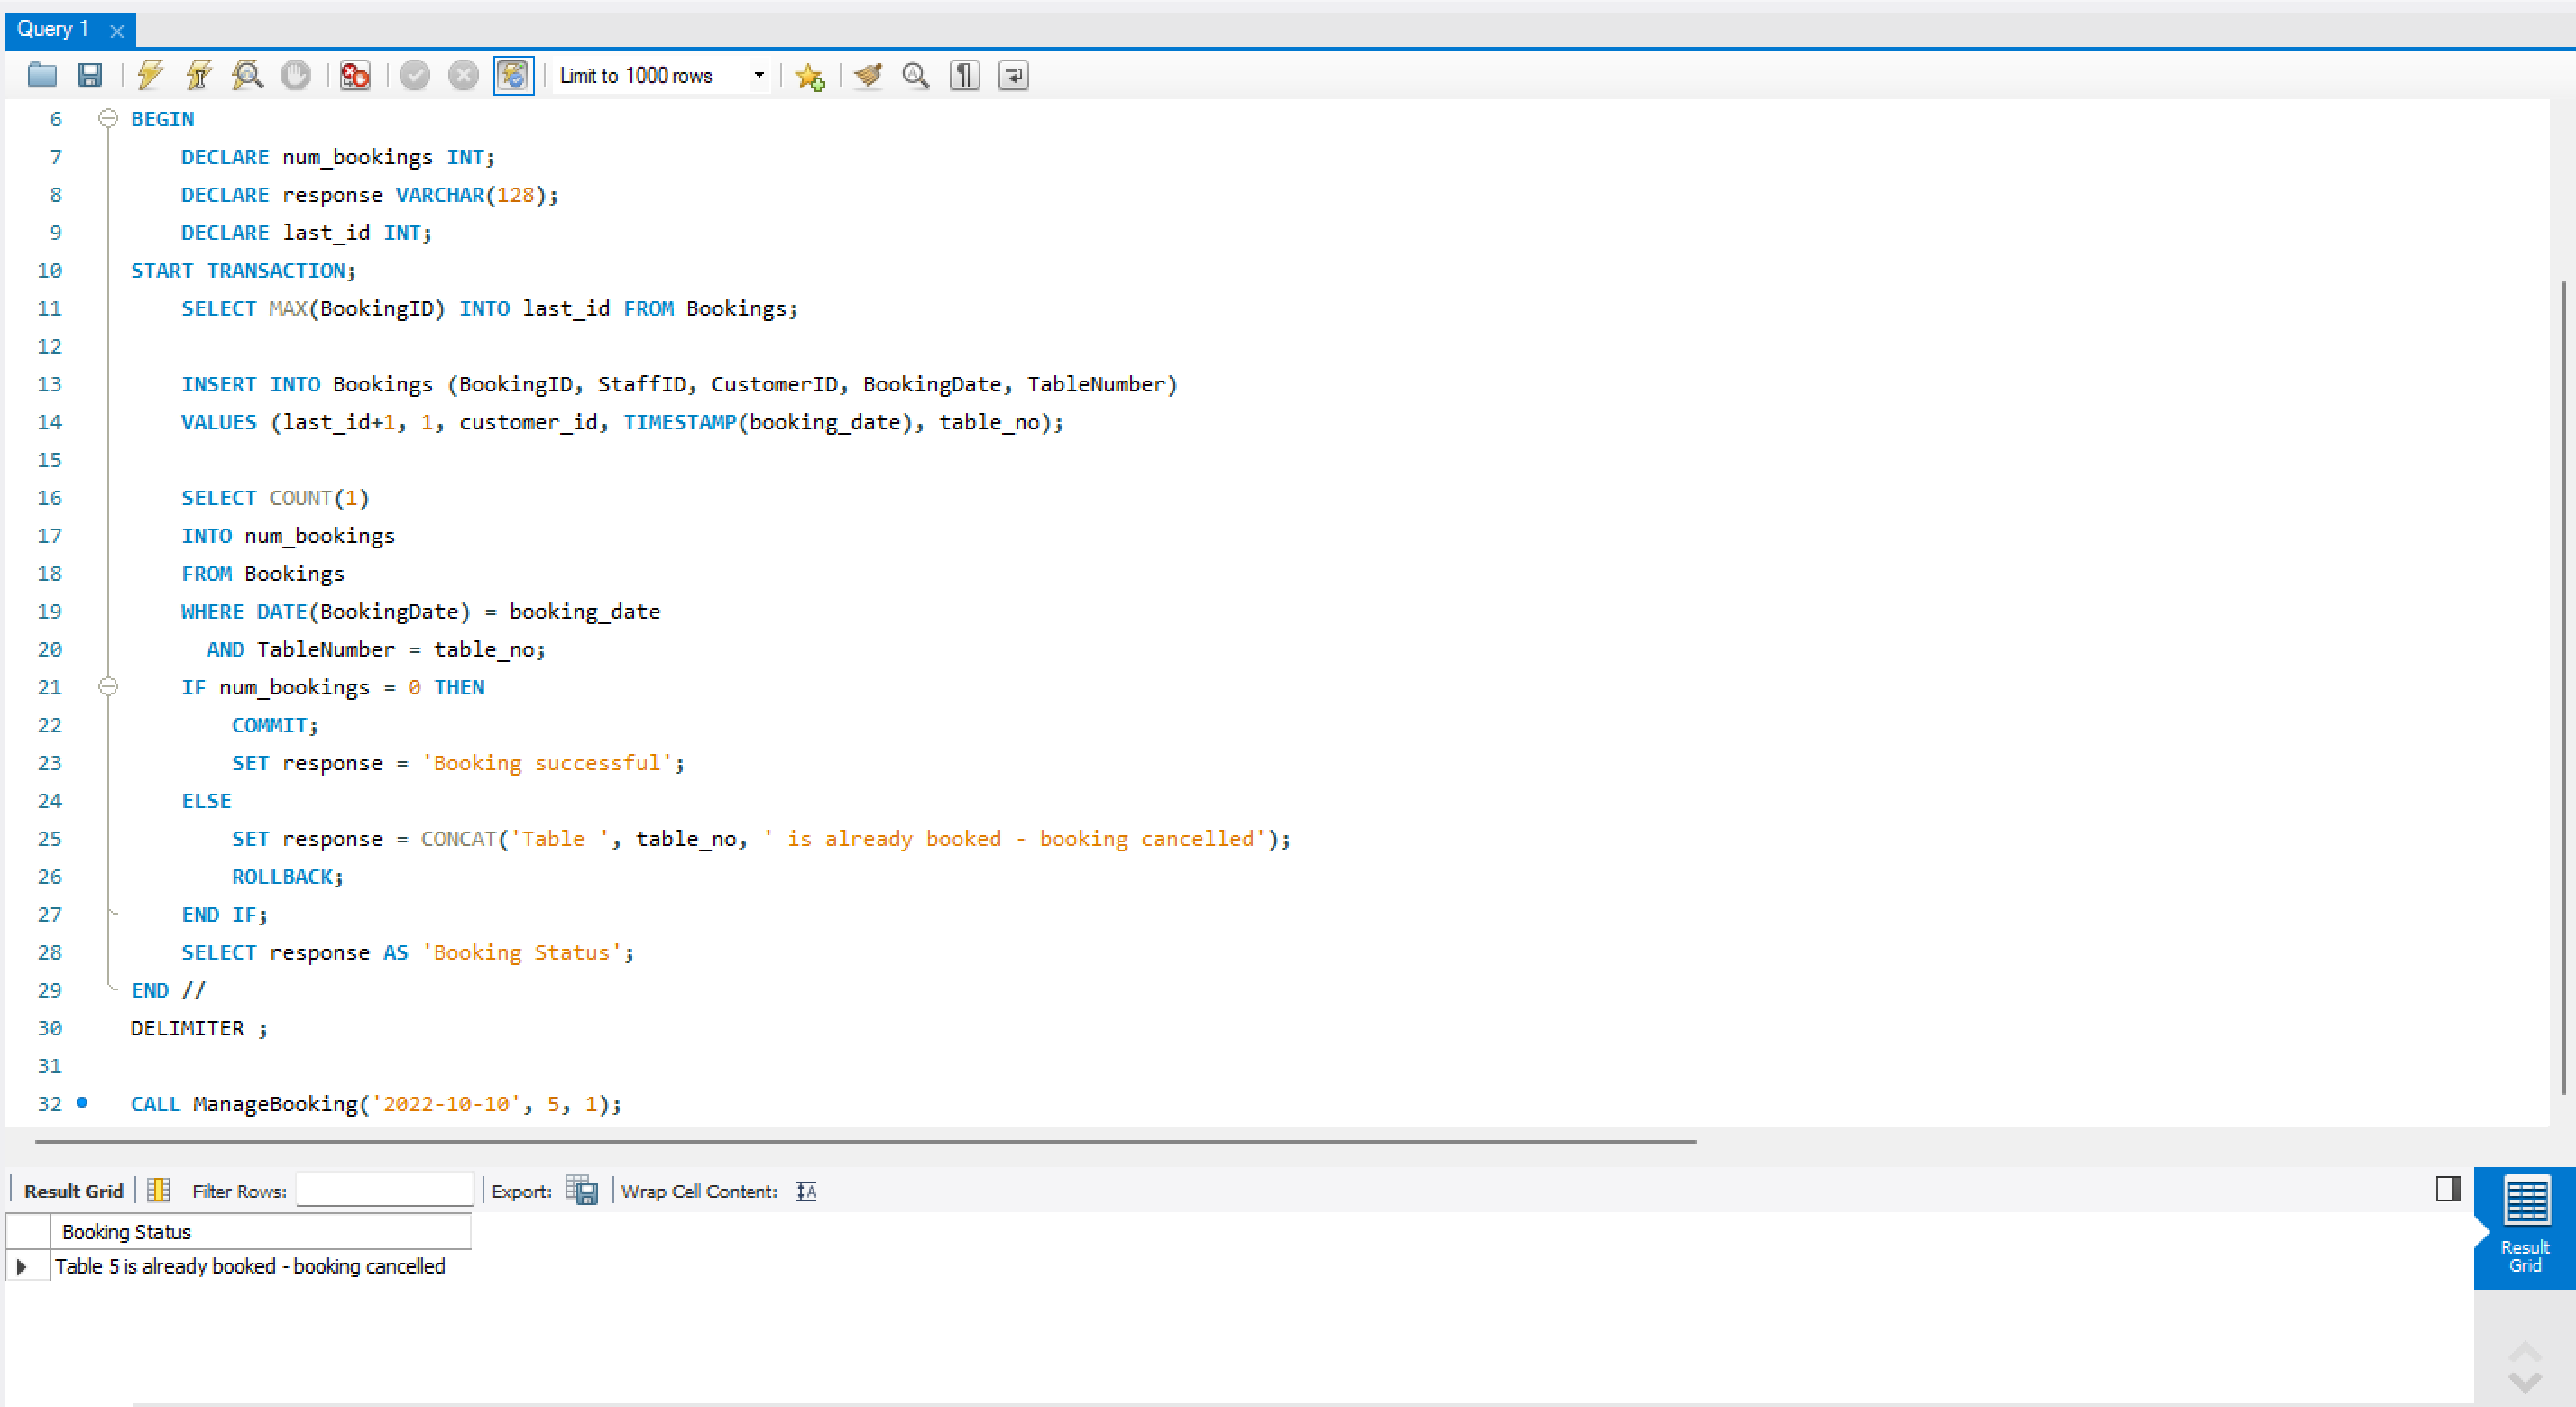 Query 1
Limit to 1000 rows
6 BEGIN
7 DECLARE num_bookings INT;
8 DECLARE response VARCHAR(128);
9 DECLARE last_id INT;
10 START TRANSACTION;
11 SELECT MAX(BookingID) INTO last_id FROM Bookings;
12
13 INSERT INTO Bookings (BookingID, StaffID, CustomerID, BookingDate, TableNumber)
14 VALUES (last_id+1, 1, customer_id, TIMESTAMP(booking_date), table_no);
15
16 SELECT COUNT(1)
17 INTO num_bookings
18 FROM Bookings
19 WHERE DATE(BookingDate) = booking_date
20 AND TableNumber = table_no;
21 IF num_bookings = 0 THEN
22 COMMIT;
23 SET response = 'Booking successful';
24 ELSE
25 SET response = CONCAT('Table ', table_no, ' is already booked - booking cancelled');
26 ROLLBACK;
27 END IF;
28 SELECT response AS 'Booking Status';
29 END //
30 DELIMITER ;
31
32 CALL ManageBooking('2022-10-10', 5, 1);
Result Grid Filter Rows: Export: Wrap Cell Content:
Booking Status
Table 5 is already booked - booking cancelled
Result
Grid